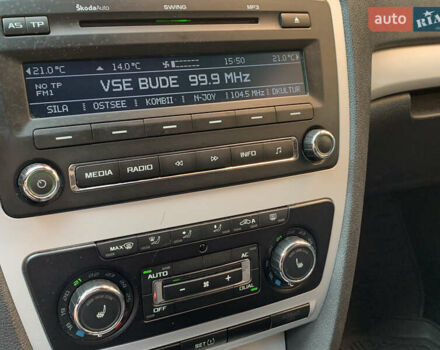 AS TP
ŠkodaAuto SWING MP3
auto RIA
21.0°C 14.0°C 15:50 21.0°C
NO TP
FM1
VSE BUDE 99.9 MHz
SILA OSTSEE KOMBII N-JOY 104.5 MHz DKULTUR
MEDIA RADIO INFO
MAX
AUTO AC
OFF DUAL
SET